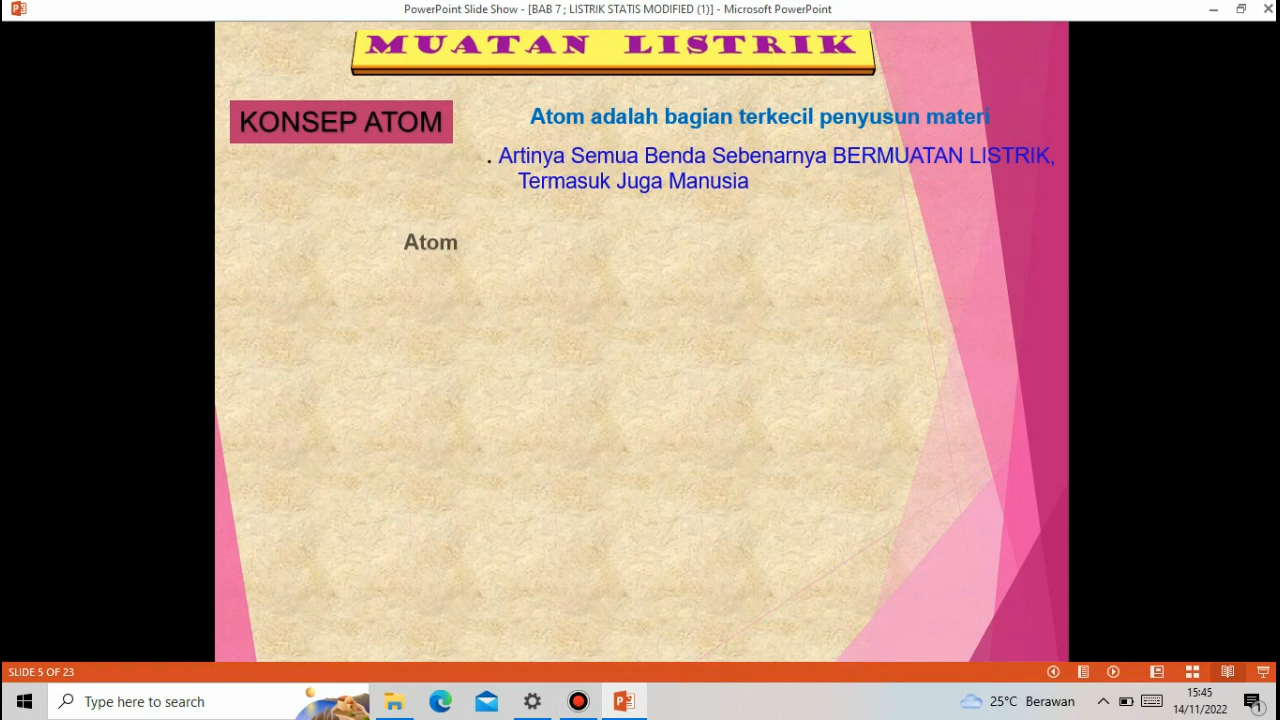 PowerPoint Slide Show - [BAB 7 ; LISTRIK STATIS MODIFIED (1)] - Microsoft PowerPoint
MUATAN LISTRIK
KONSEP ATOM
Atom adalah bagian terkecil penyusun materi
. Artinya Semua Benda Sebenarnya BERMUATAN LISTRIK,
Termasuk Juga Manusia
Atom
SLIDE 5 OF 23
Type here to search
25°C Berawan
15:45
14/11/2022
1